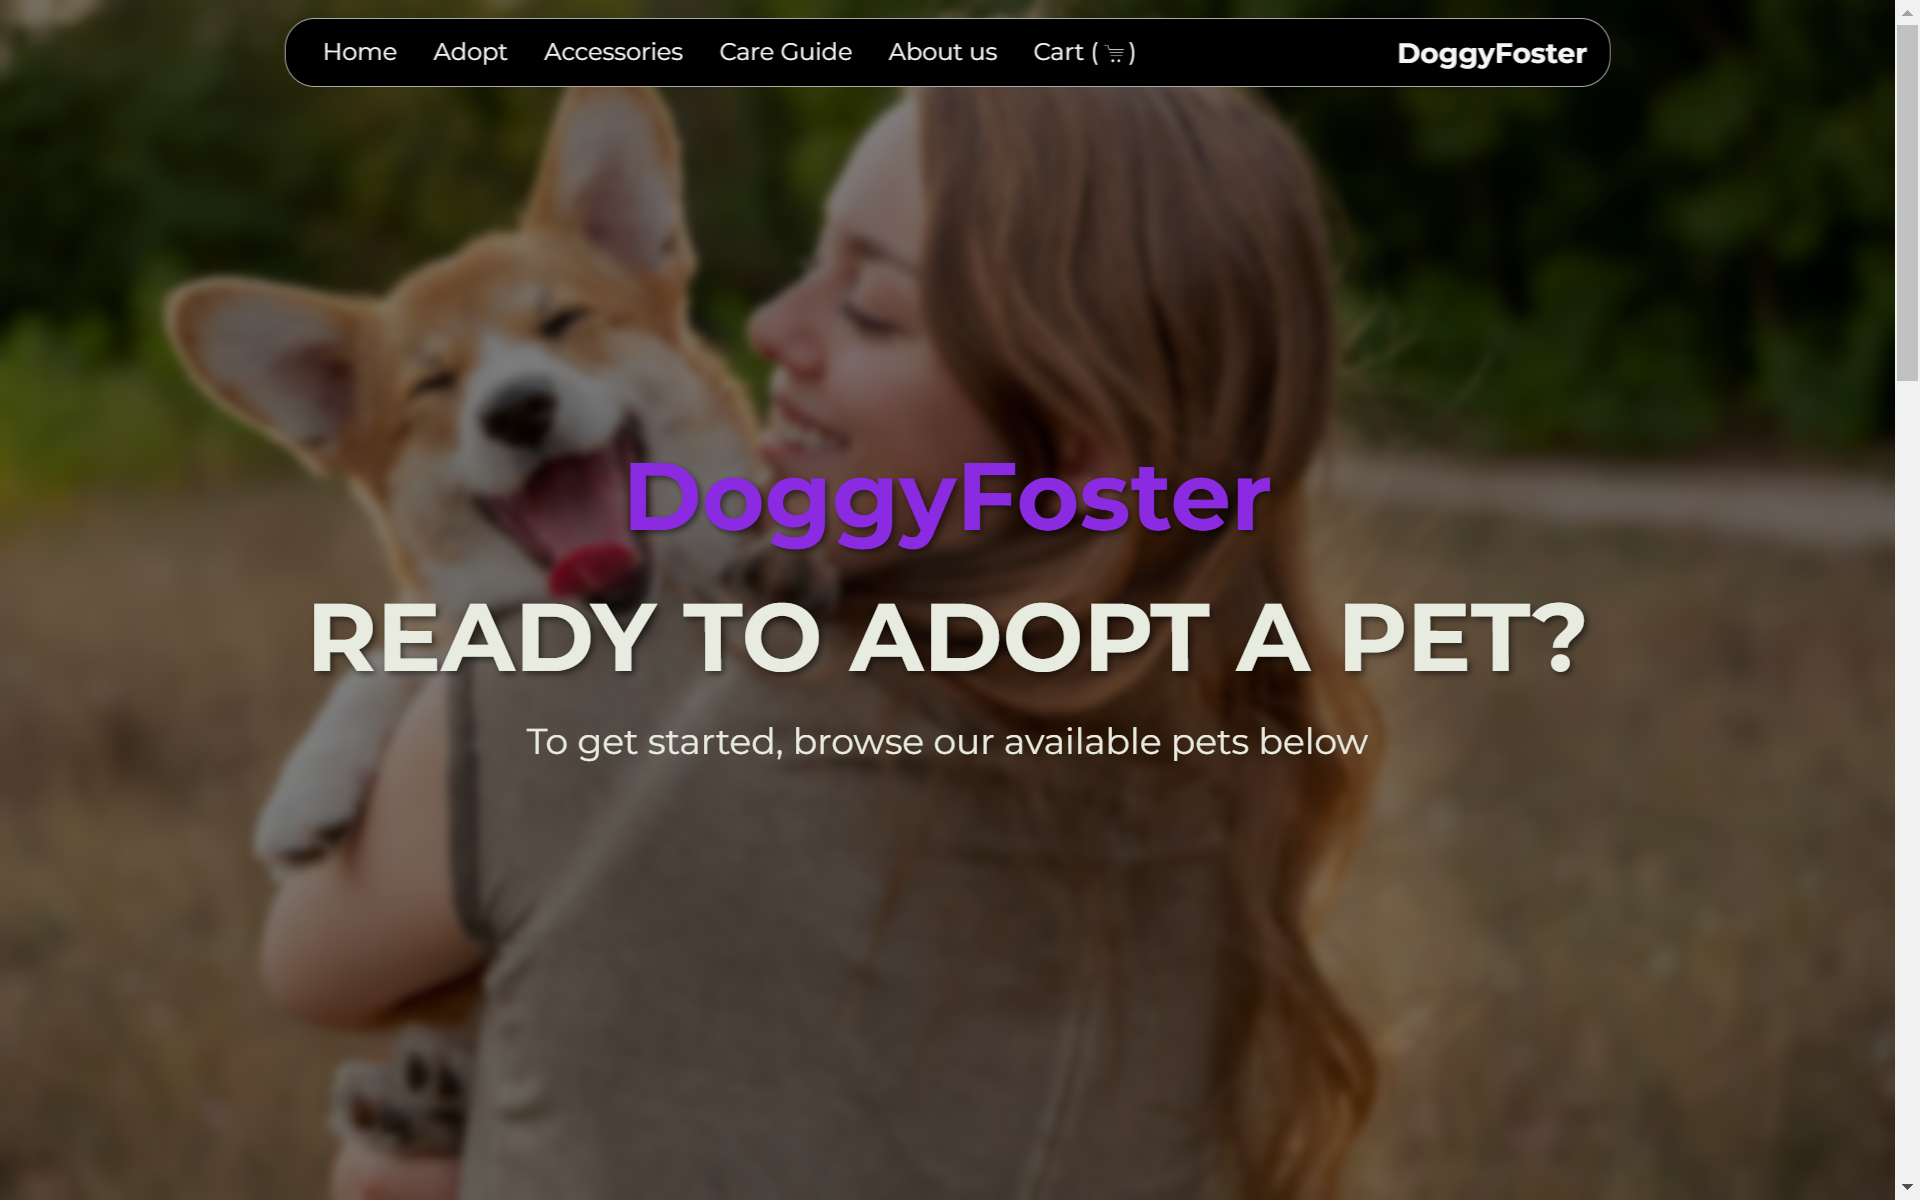 Home Adopt Accessories Care Guide About us Cart ( ) DoggyFoster
DoggyFoster
READY TO ADOPT A PET?
To get started, browse our available pets below